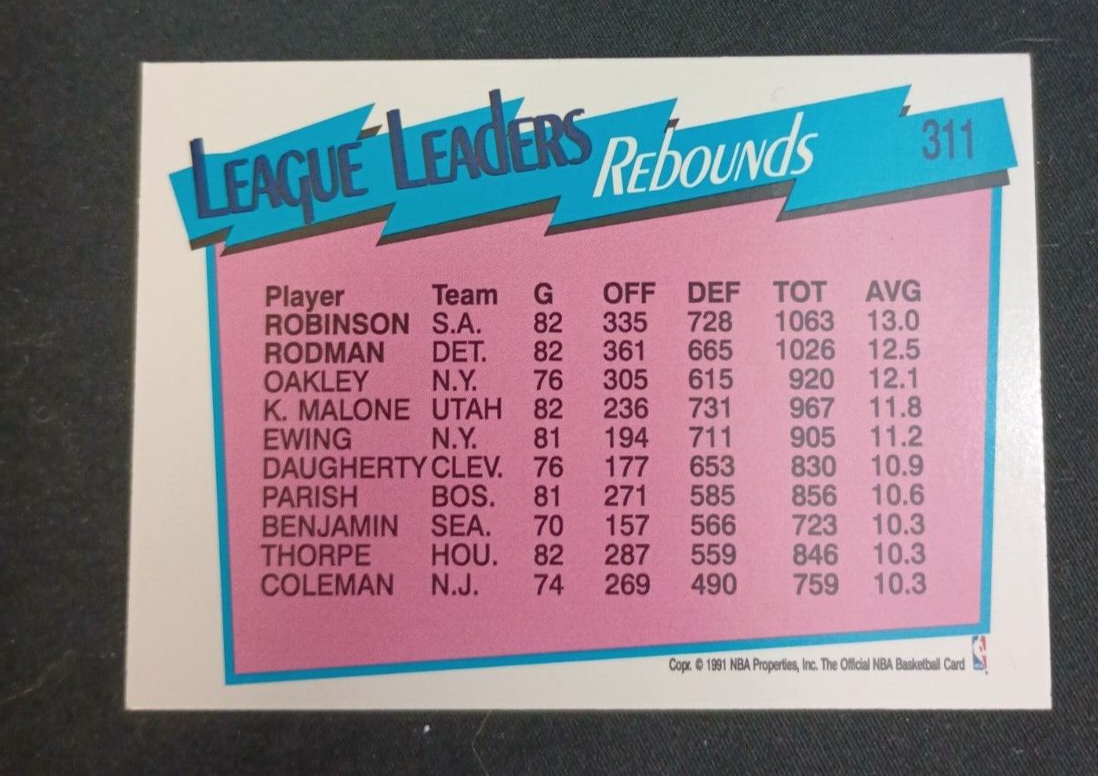 LEAGUE LEADERS REBOUNDS 311
Player Team G OFF DEF TOT AVG
ROBINSON S.A. 82 335 728 1063 13.0
RODMAN DET. 82 361 665 1026 12.5
OAKLEY N.Y. 76 305 615 920 12.1
K. MALONE UTAH 82 236 731 967 11.8
EWING N.Y. 81 194 711 905 11.2
DAUGHERTY CLEV. 76 177 653 830 10.9
PARISH BOS. 81 271 585 856 10.6
BENJAMIN SEA. 70 157 566 723 10.3
THORPE HOU. 82 287 559 846 10.3
COLEMAN N.J. 74 269 490 759 10.3
Copr. © 1991 NBA Properties, Inc. The Official NBA Basketball Card